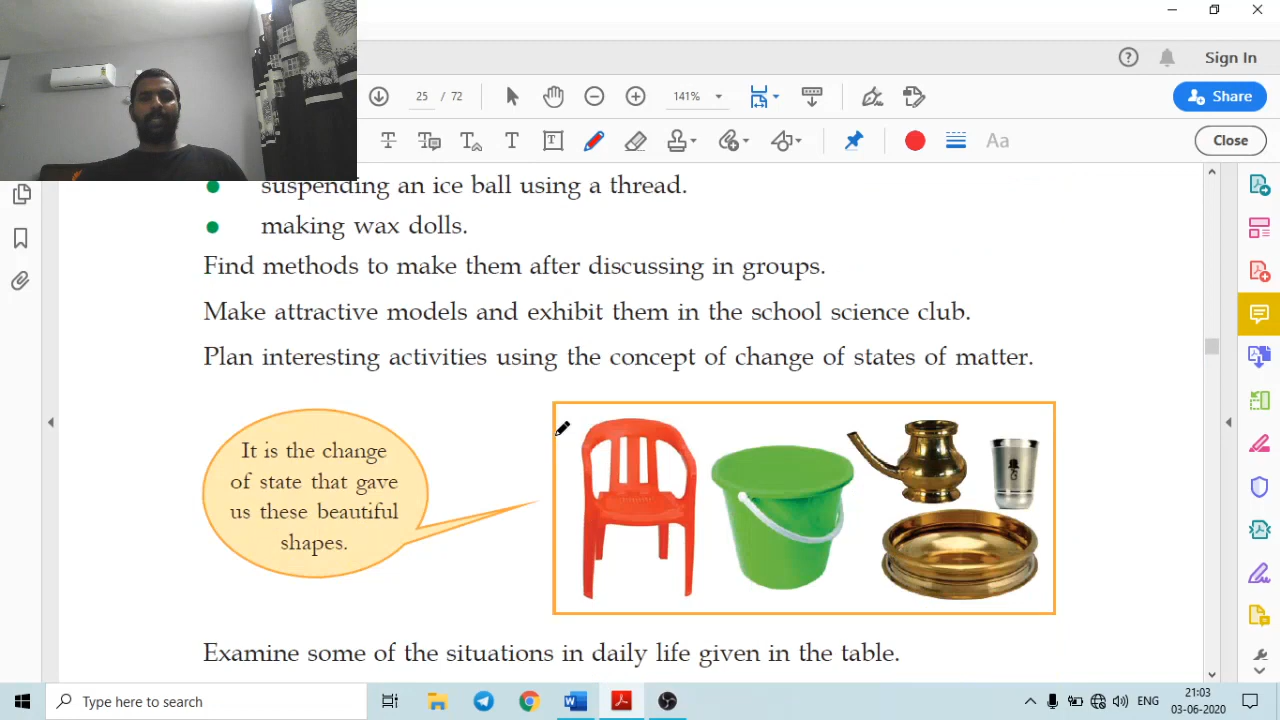 Sign In
25 / 72
141%
Share
T
T
T
T
T
Aa
Close
suspending an ice ball using a thread.
making wax dolls.
Find methods to make them after discussing in groups.
Make attractive models and exhibit them in the school science club.
Plan interesting activities using the concept of change of states of matter.
It is the change
of state that gave
us these beautiful
shapes.
Examine some of the situations in daily life given in the table.
Type here to search
ENG
21:03
03-06-2020